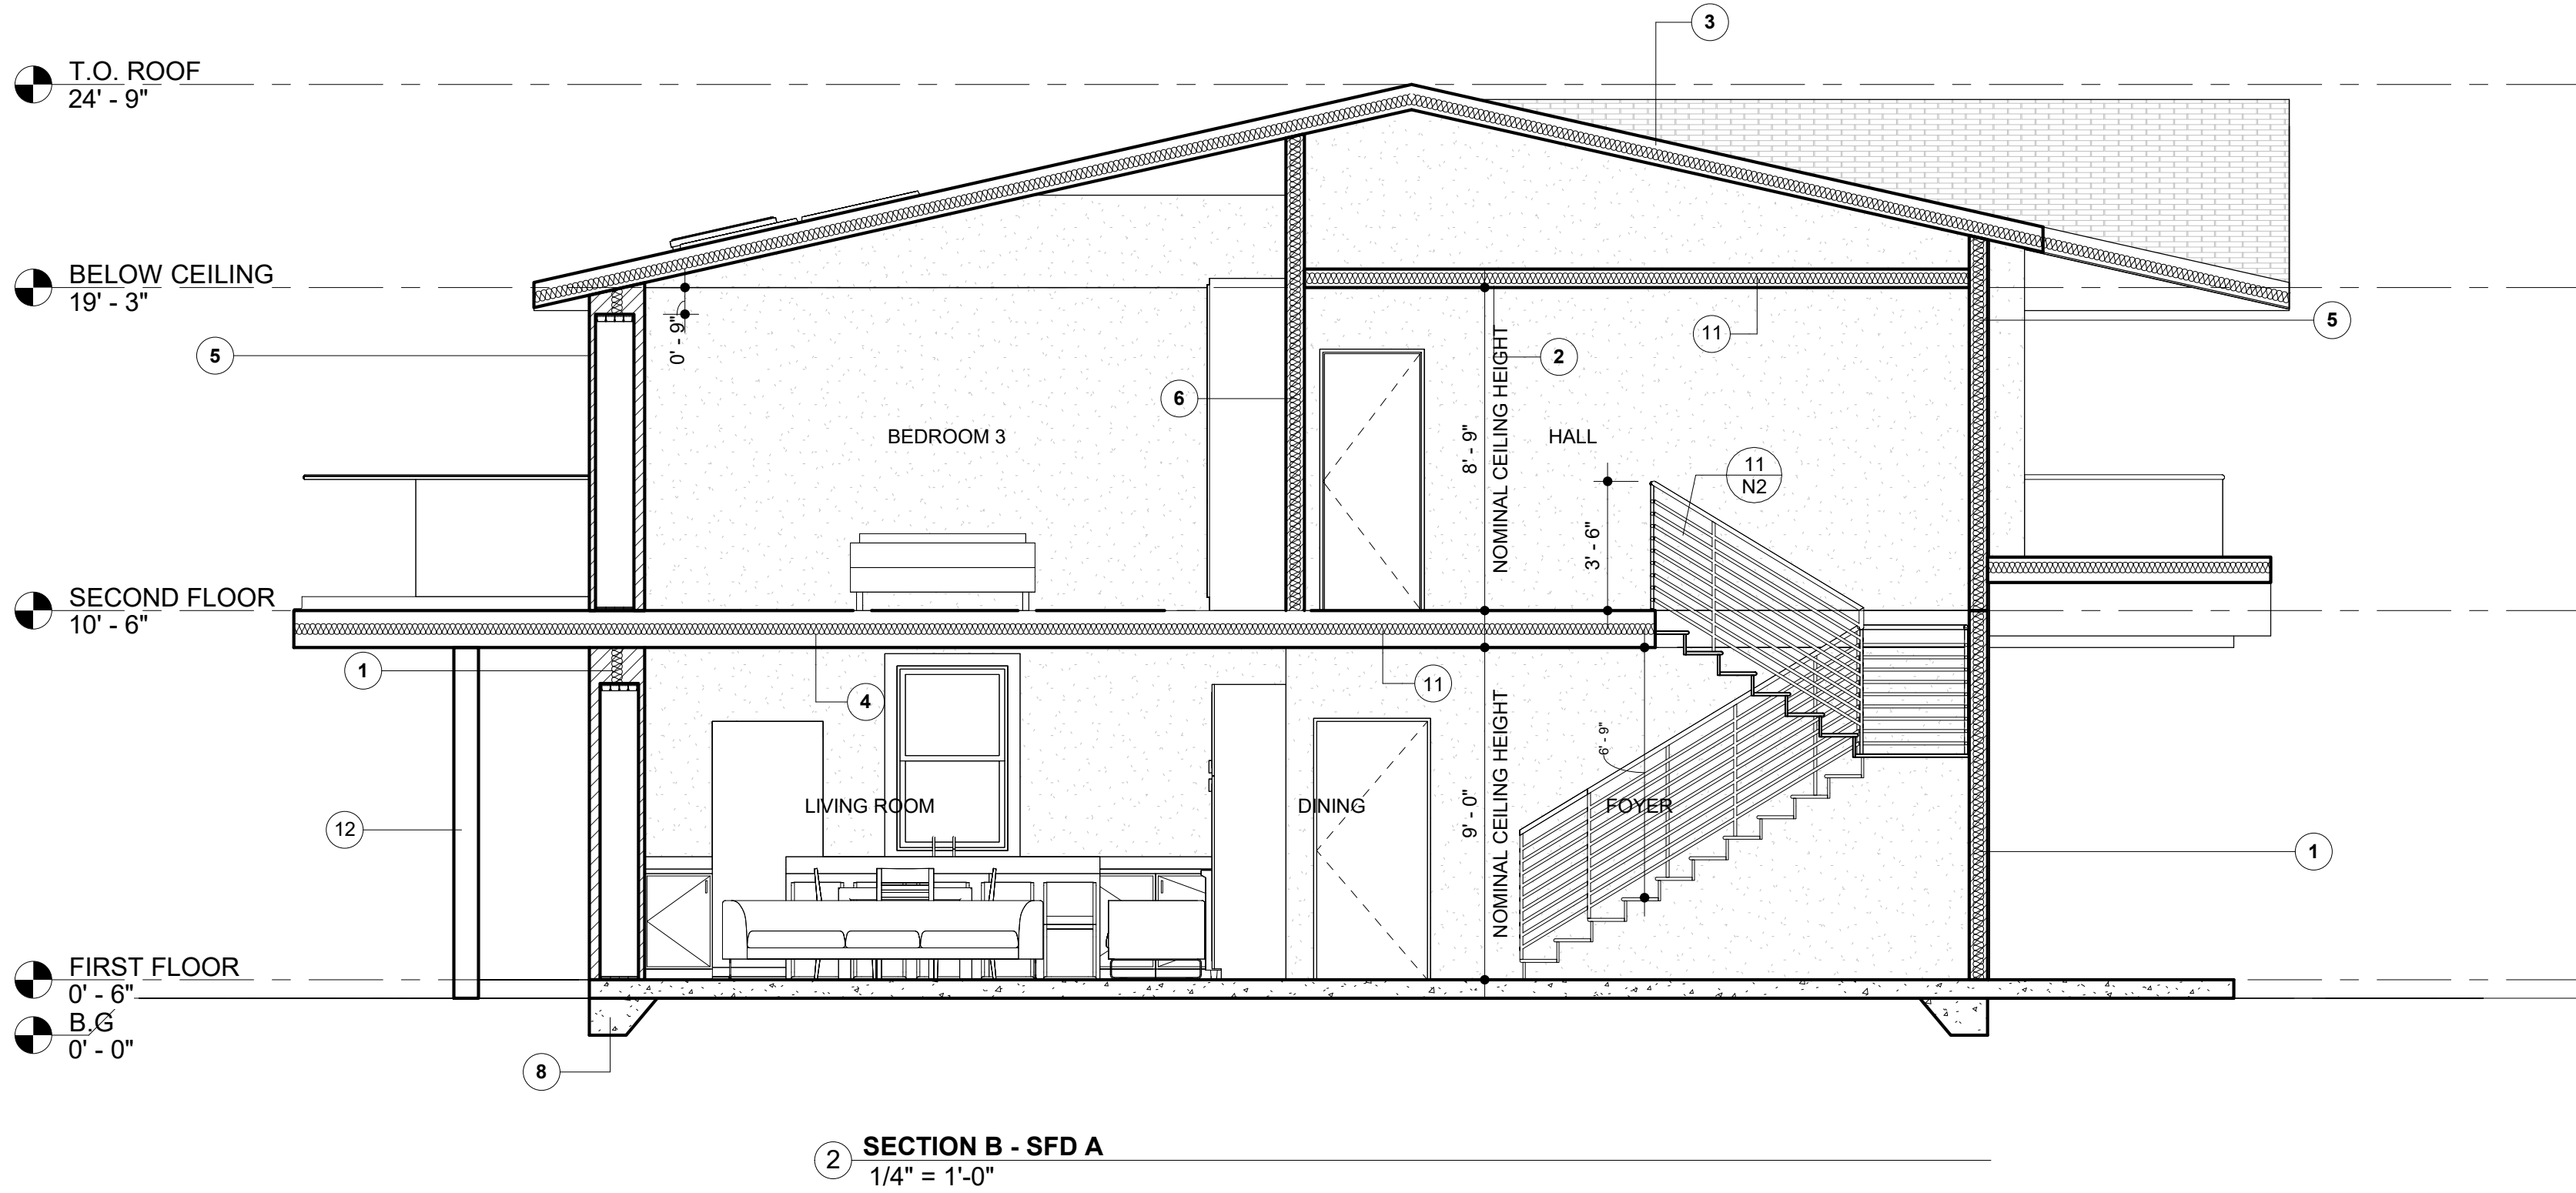 3
T.O. ROOF
24' - 9"
BELOW CEILING
19' - 3"
5
0' - 9"
6
BEDROOM 3
8' - 9"
NOMINAL CEILING HEIGHT
2
HALL
11
5
11
N2
3' - 6"
SECOND FLOOR
10' - 6"
1
4
11
12
LIVING ROOM
DINING
9' - 0"
NOMINAL CEILING HEIGHT
6' - 9"
FOYER
1
FIRST FLOOR
0' - 6"
B.G
0' - 0"
8
2
SECTION B - SFD A
1/4" = 1'-0"